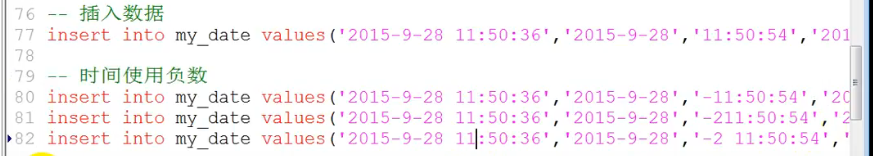 76 -- 插入数据
77 insert into my_date values('2015-9-28 11:50:36','2015-9-28','11:50:54','201
78
79 -- 时间使用负数
80 insert into my_date values('2015-9-28 11:50:36','2015-9-28','-11:50:54','20
81 insert into my_date values('2015-9-28 11:50:36','2015-9-28','-211:50:54','2
82 insert into my_date values('2015-9-28 11:50:36','2015-9-28','-2 11:50:54','